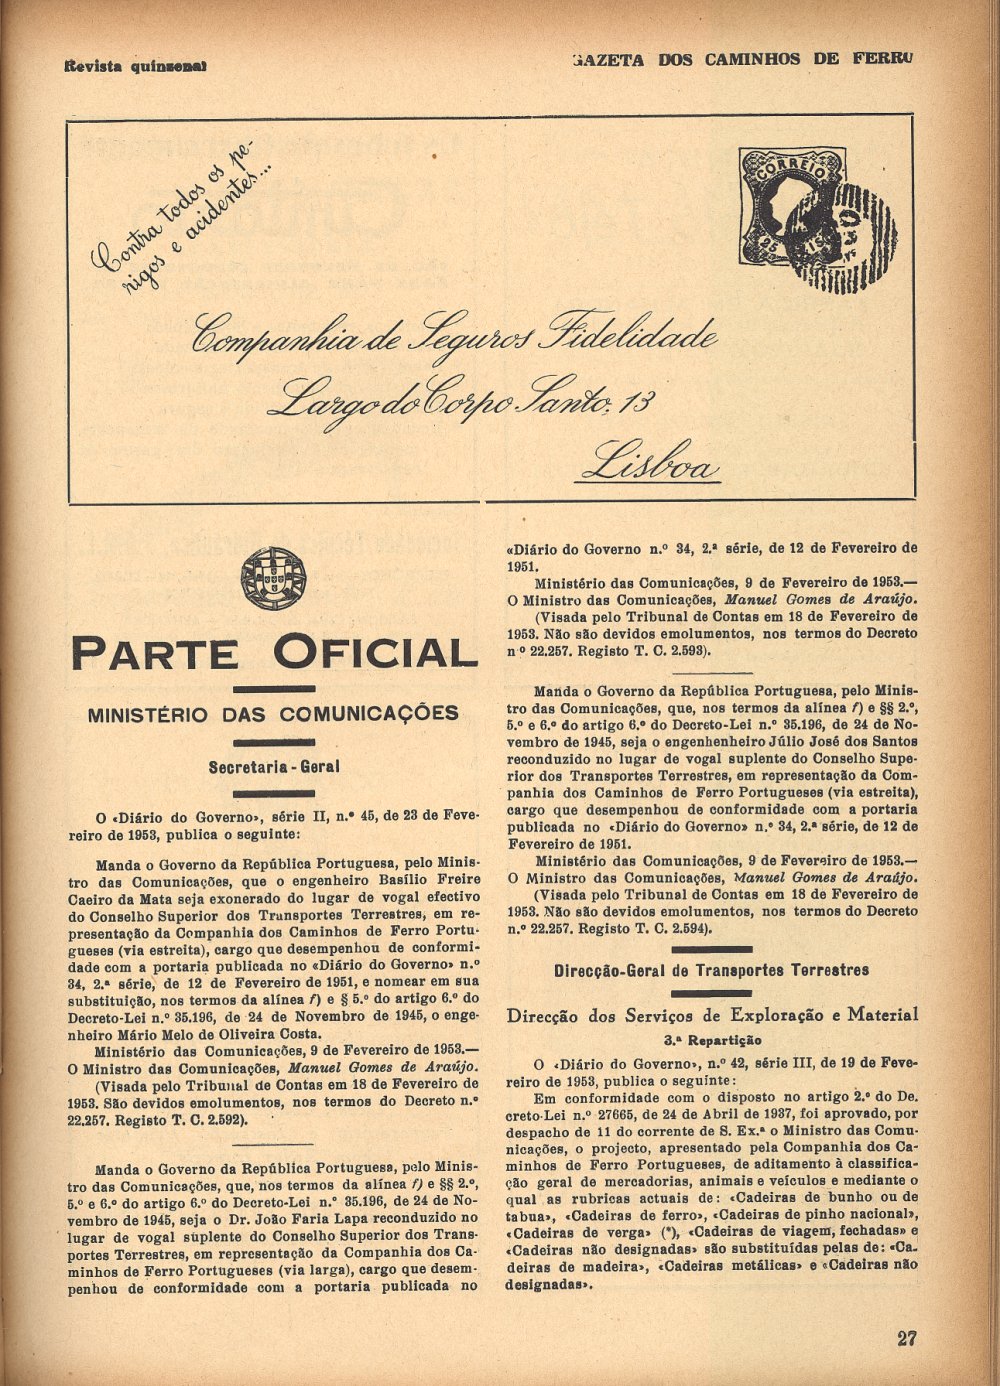 Revista quinzenal
GAZETA DOS CAMINHOS DE FERRO
Contra todos os pe-
rigos e acidentes...
CORREIO
25
Companhia de Seguros Fidelidade
Largo do Corpo Santo, 13
Lisboa
PARTE OFICIAL
MINISTÉRIO DAS COMUNICAÇÕES
Secretaria-Geral
O «Diário do Governo», série II, n.º 45, de 23 de Feve-
reiro de 1953, publica o seguinte:
Manda o Governo da República Portuguesa, pelo Minis-
tro das Comunicações, que o engenheiro Basílio Freire
Caeiro da Mata seja exonerado do lugar de vogal efectivo
do Conselho Superior dos Transportes Terrestres, em re-
presentação da Companhia dos Caminhos de Ferro Portu-
gueses (via estreita), cargo que desempenhou de conformi-
dade com a portaria publicada no «Diário do Governo» n.º
34, 2.ª série, de 12 de Fevereiro de 1951, e nomear em sua
substituição, nos termos da alínea f) e § 5.º do artigo 6.º do
Decreto-Lei n.º 35.196, de 24 de Novembro de 1945, o enge-
nheiro Mário Melo de Oliveira Costa.
Ministério das Comunicações, 9 de Fevereiro de 1953.—
O Ministro das Comunicações, Manuel Gomes de Araújo.
(Visada pelo Tribunal de Contas em 18 de Fevereiro de
1953. São devidos emolumentos, nos termos do Decreto n.º
22.257. Registo T. C. 2.592).
Manda o Governo da República Portuguesa, pelo Minis-
tro das Comunicações, que, nos termos da alínea f) e §§ 2.º,
5.º e 6.º do artigo 6.º do Decreto-Lei n.º 35.196, de 24 de No-
vembro de 1945, seja o Dr. João Faria Lapa reconduzido no
lugar de vogal suplente do Conselho Superior dos Trans-
portes Terrestres, em representação da Companhia dos Ca-
minhos de Ferro Portugueses (via larga), cargo que desem-
penhou de conformidade com a portaria publicada no
«Diário do Governo n.º 34, 2.ª série, de 12 de Fevereiro de
1951.
Ministério das Comunicações, 9 de Fevereiro de 1953.—
O Ministro das Comunicações, Manuel Gomes de Araújo.
(Visada pelo Tribunal de Contas em 18 de Fevereiro de
1953. Não são devidos emolumentos, nos termos do Decreto
n.º 22.257. Registo T. C. 2.593).
Manda o Governo da República Portuguesa, pelo Minis-
tro das Comunicações, que, nos termos da alínea f) e §§ 2.º,
5.º e 6.º do artigo 6.º do Decreto-Lei n.º 35.196, de 24 de No-
vembro de 1945, seja o engenhenheiro Júlio José dos Santos
reconduzido no lugar de vogal suplente do Conselho Supe-
rior dos Transportes Terrestres, em representação da Com-
panhia dos Caminhos de Ferro Portugueses (via estreita),
cargo que desempenhou de conformidade com a portaria
publicada no «Diário do Governo» n.º 34, 2.ª série, de 12 de
Fevereiro de 1951.
Ministério das Comunicações, 9 de Fevereiro de 1953.—
O Ministro das Comunicações, Manuel Gomes de Araújo.
(Visada pelo Tribunal de Contas em 18 de Fevereiro de
1953. Não são devidos emolumentos, nos termos do Decreto
n.º 22.257. Registo T. C. 2.594).
Direcção-Geral de Transportes Terrestres
Direcção dos Serviços de Exploração e Material
3.ª Repartição
O «Diário do Governo», n.º 42, série III, de 19 de Feve-
reiro de 1953, publica o seguinte:
Em conformidade com o disposto no artigo 2.º do De.
creto-Lei n.º 27665, de 24 de Abril de 1937, foi aprovado, por
despacho de 11 do corrente de S. Ex.ª o Ministro das Comu-
nicações, o projecto, apresentado pela Companhia dos Ca-
minhos de Ferro Portugueses, de aditamento à classifica-
ção geral de mercadorias, animais e veículos e mediante o
qual as rubricas actuais de: «Cadeiras de bunho ou de
tabua», «Cadeiras de ferro», «Cadeiras de pinho nacional»,
«Cadeiras de verga» (*), «Cadeiras de viagem, fechadas» e
«Cadeiras não designadas» são substituídas pelas de: «Ca-
deiras de madeira», «Cadeiras metálicas» e «Cadeiras não
designadas».
27